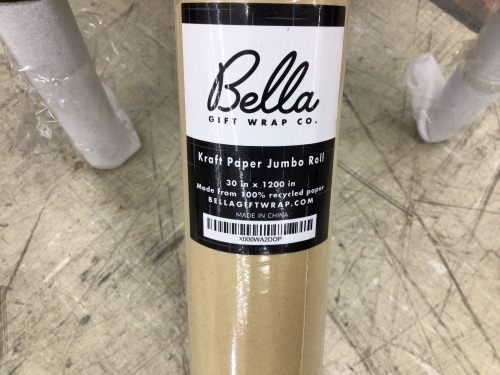 Bella
GIFT WRAP CO.
Kraft Paper Jumbo Roll
30 in x 1200 in
Made from 100% recycled paper
BELLAGIFTWRAP.COM
MADE IN CHINA
X000WA2DOP